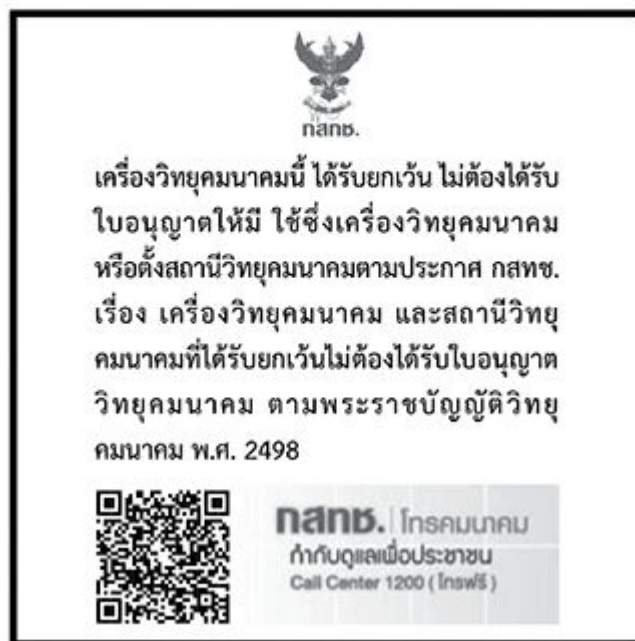 กสทช.
เครื่องวิทยุคมนาคมนี้ ได้รับยกเว้น ไม่ต้องได้รับ
ใบอนุญาตให้มี ใช้ซึ่งเครื่องวิทยุคมนาคม
หรือตั้งสถานีวิทยุคมนาคมตามประกาศ กสทช.
เรื่อง เครื่องวิทยุคมนาคม และสถานีวิทยุ
คมนาคมที่ได้รับยกเว้นไม่ต้องได้รับใบอนุญาต
วิทยุคมนาคม ตามพระราชบัญญัติวิทยุ
คมนาคม พ.ศ. 2498
กสทช. | โทรคมนาคม
กำกับดูแลเพื่อประชาชน
Call Center 1200 ( โทรฟรี )